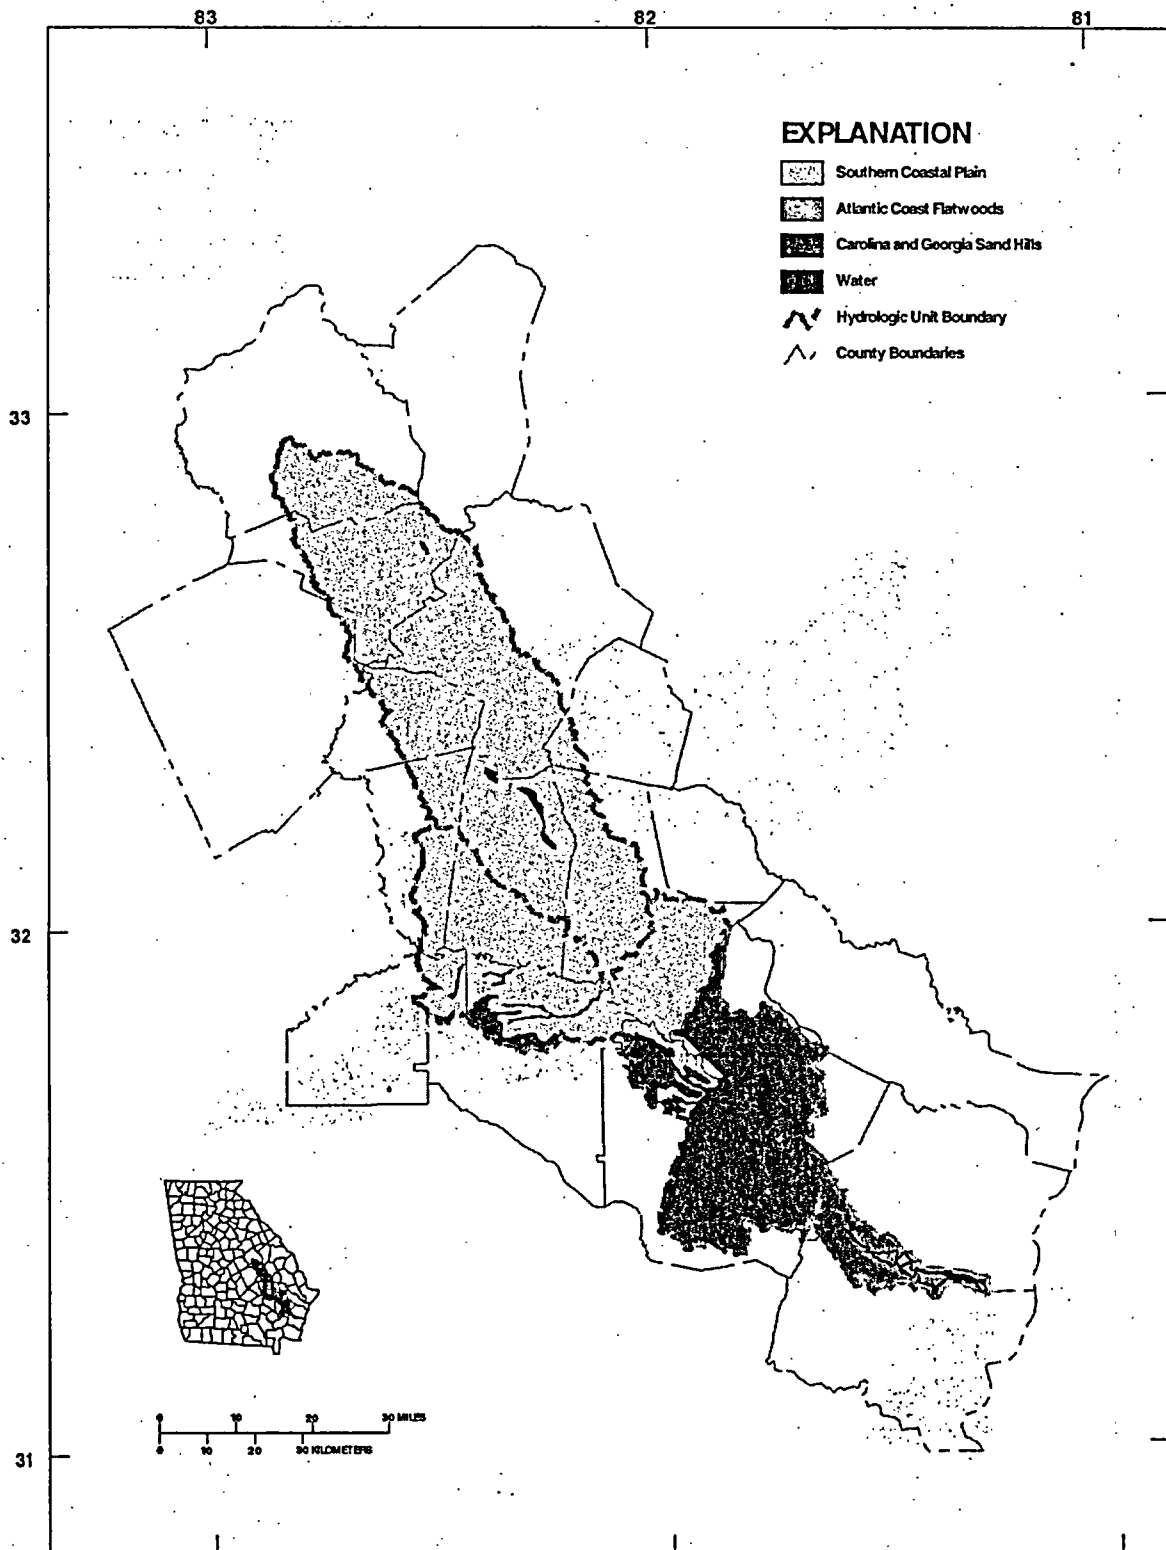 83 82 81
EXPLANATION
Southern Coastal Plain
Atlantic Coast Flatwoods
Carolina and Georgia Sand Hills
Water
Hydrologic Unit Boundary
County Boundaries
33
32
0 10 20 30 MILES
0 10 20 30 KILOMETERS
31